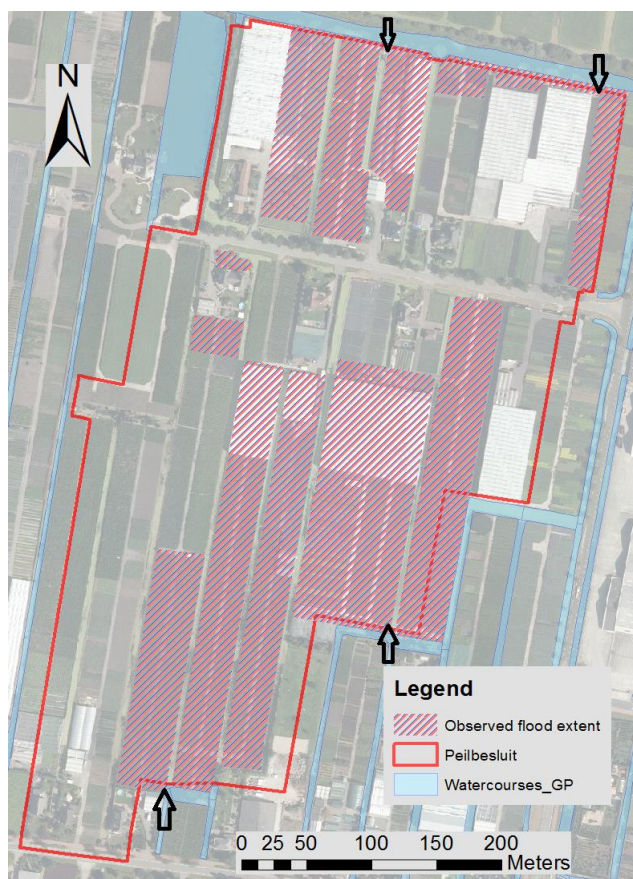 N
Legend
Observed flood extent
Peilbesluit
Watercourses_GP
0 25 50 100 150 200
Meters